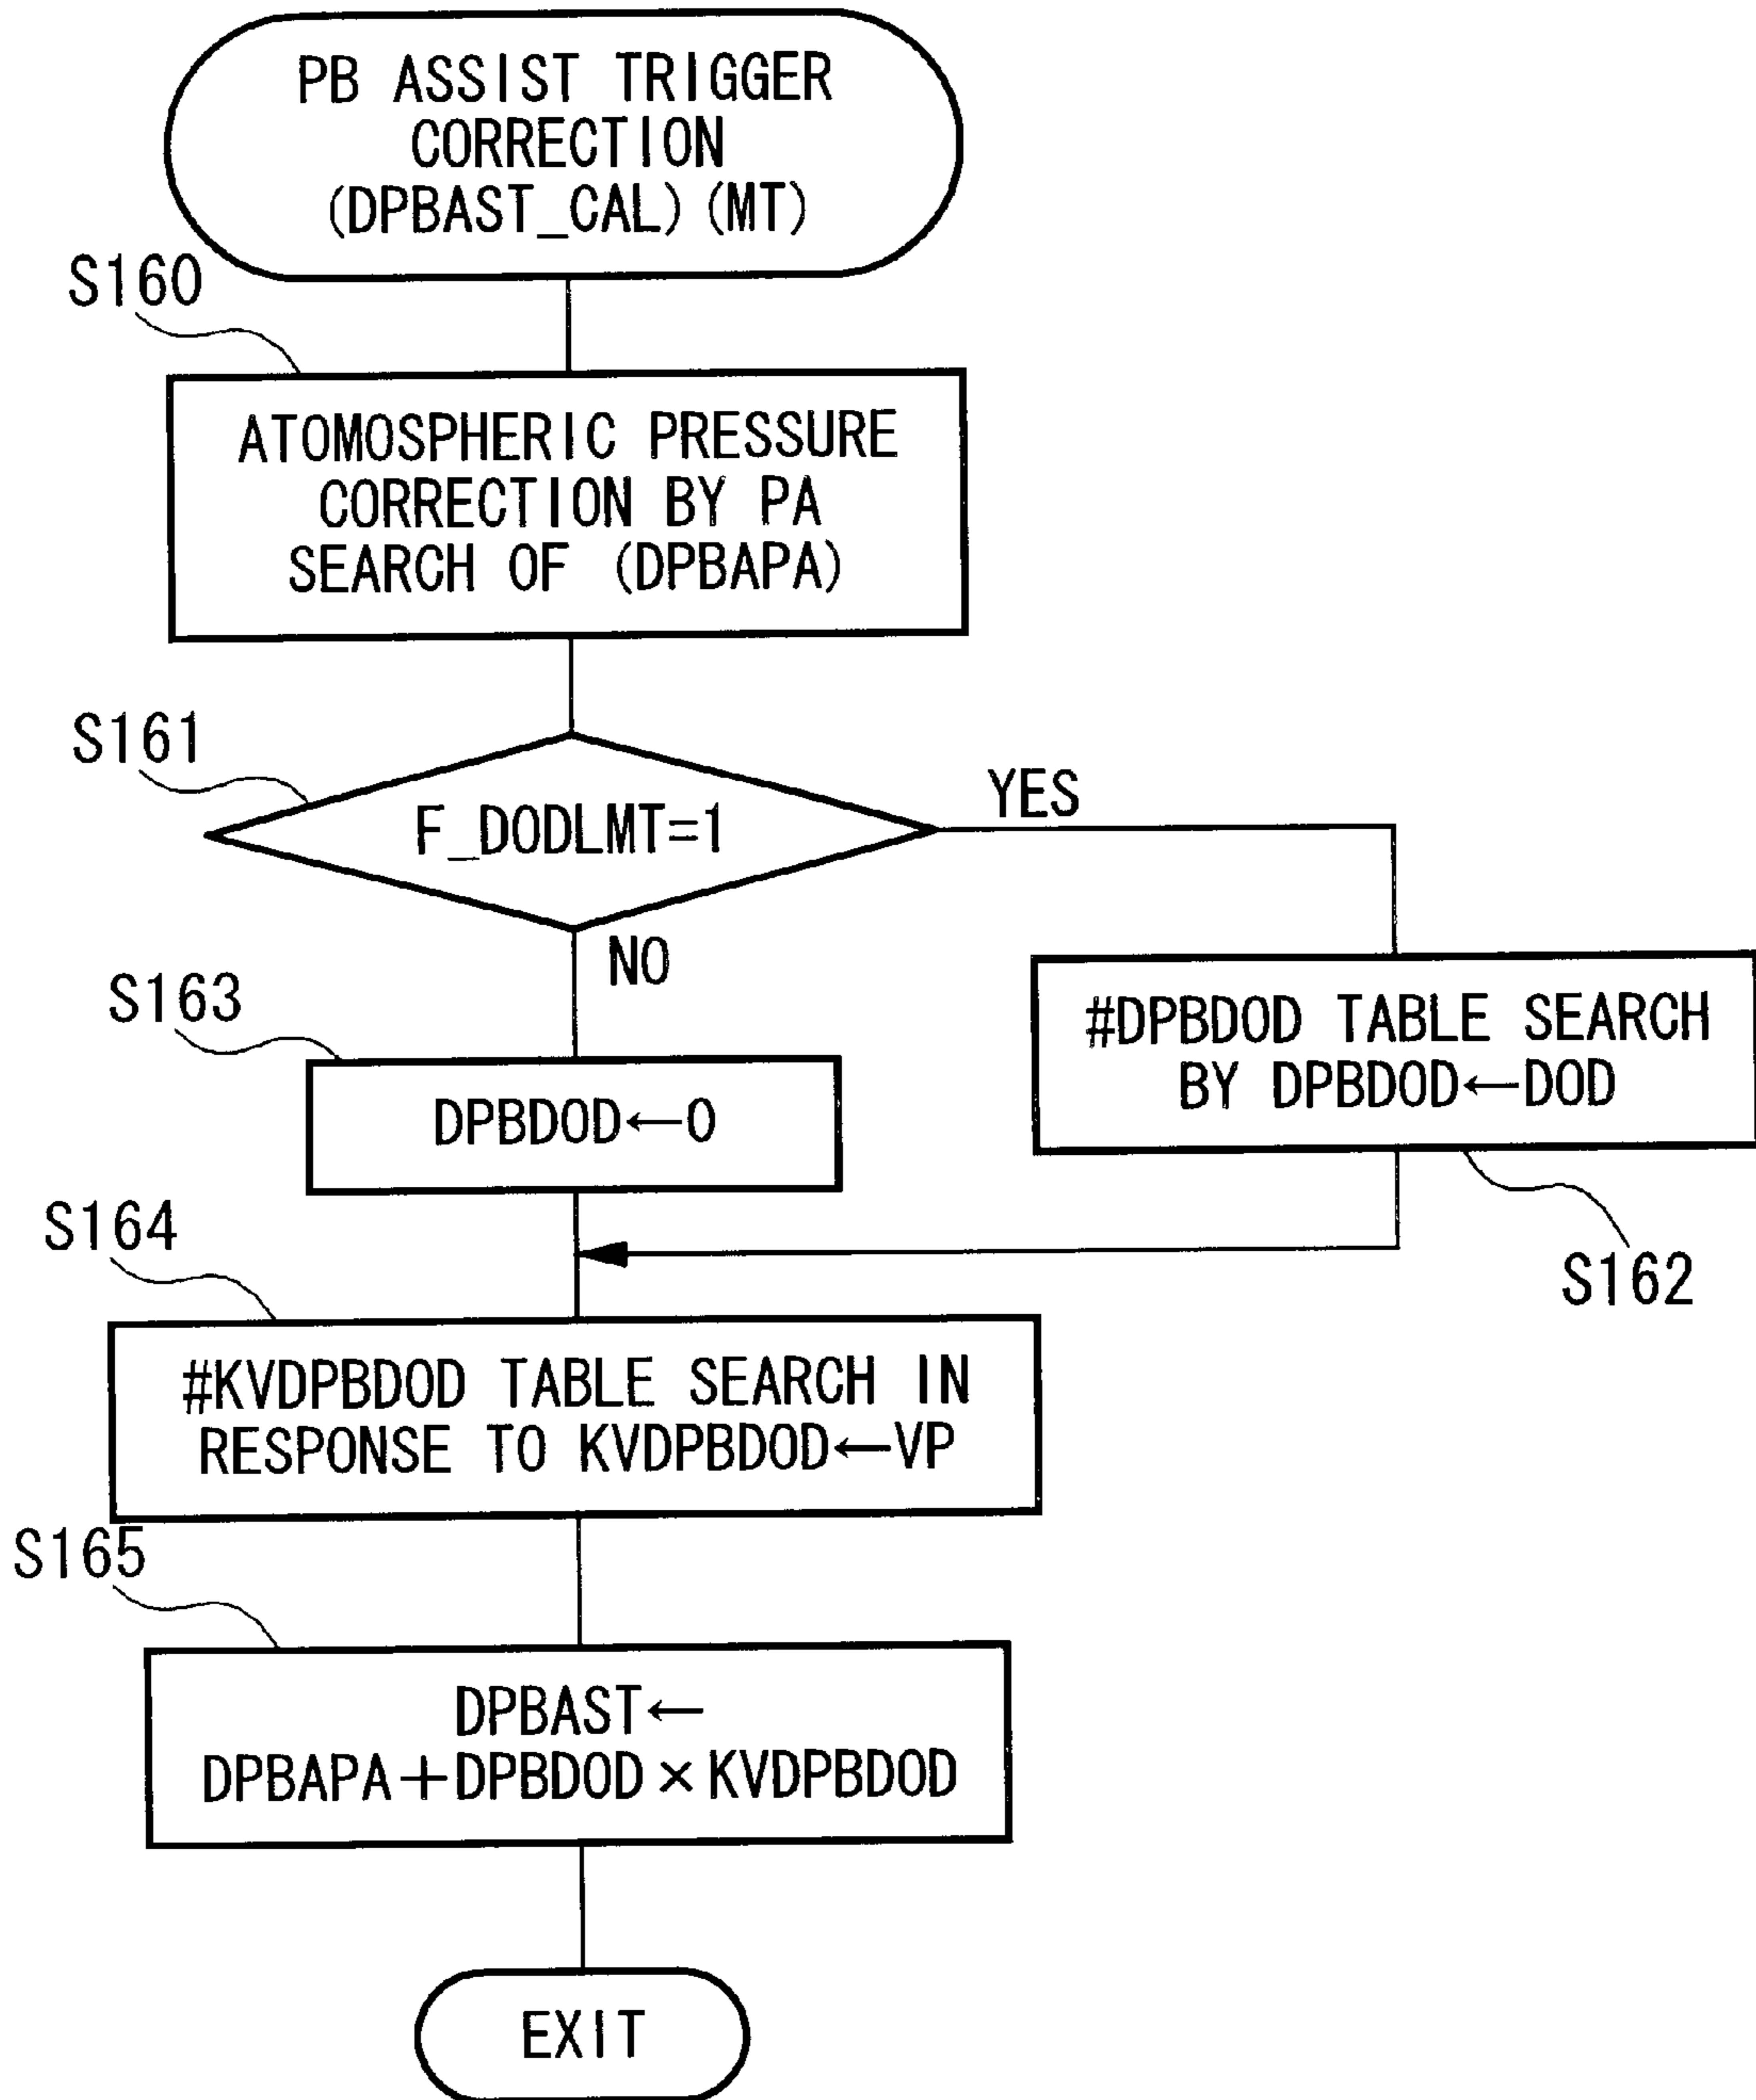 PB ASSIST TRIGGER
CORRECTION
(DPBAST_CAL) (MT)
S160
ATOMOSPHERIC PRESSURE
CORRECTION BY PA
SEARCH OF (DPBAPA)
S161
F_DODLMT=1
YES
NO
S163
DPBDOD←0
#DPBDOD TABLE SEARCH
BY DPBDOD←DOD
S162
S164
#KVDPBDOD TABLE SEARCH IN
RESPONSE TO KVDPBDOD←VP
S165
DPBAST←
DPBAPA+DPBDOD×KVDPBDOD
EXIT